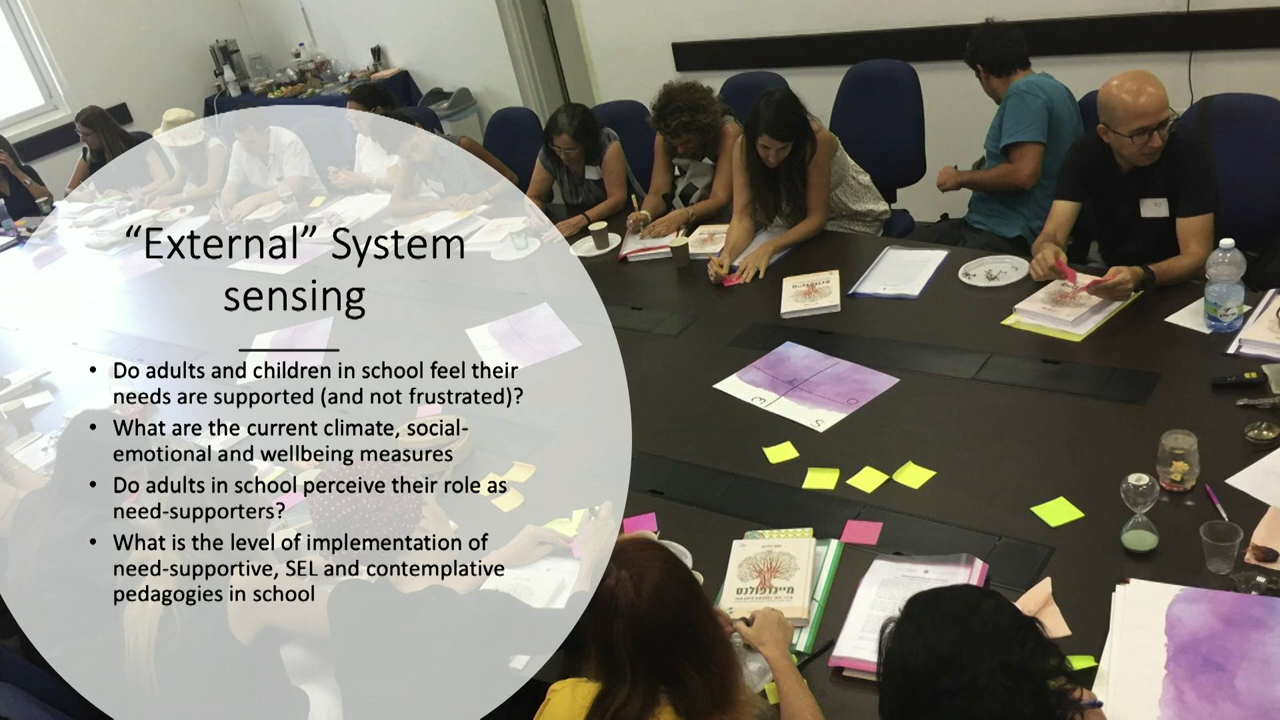 “External” System
sensing
• Do adults and children in school feel their
needs are supported (and not frustrated)?
• What are the current climate, social-
emotional and wellbeing measures
• Do adults in school perceive their role as
need-supporters?
• What is the level of implementation of
need-supportive, SEL and contemplative
pedagogies in school
מיינדפולנס